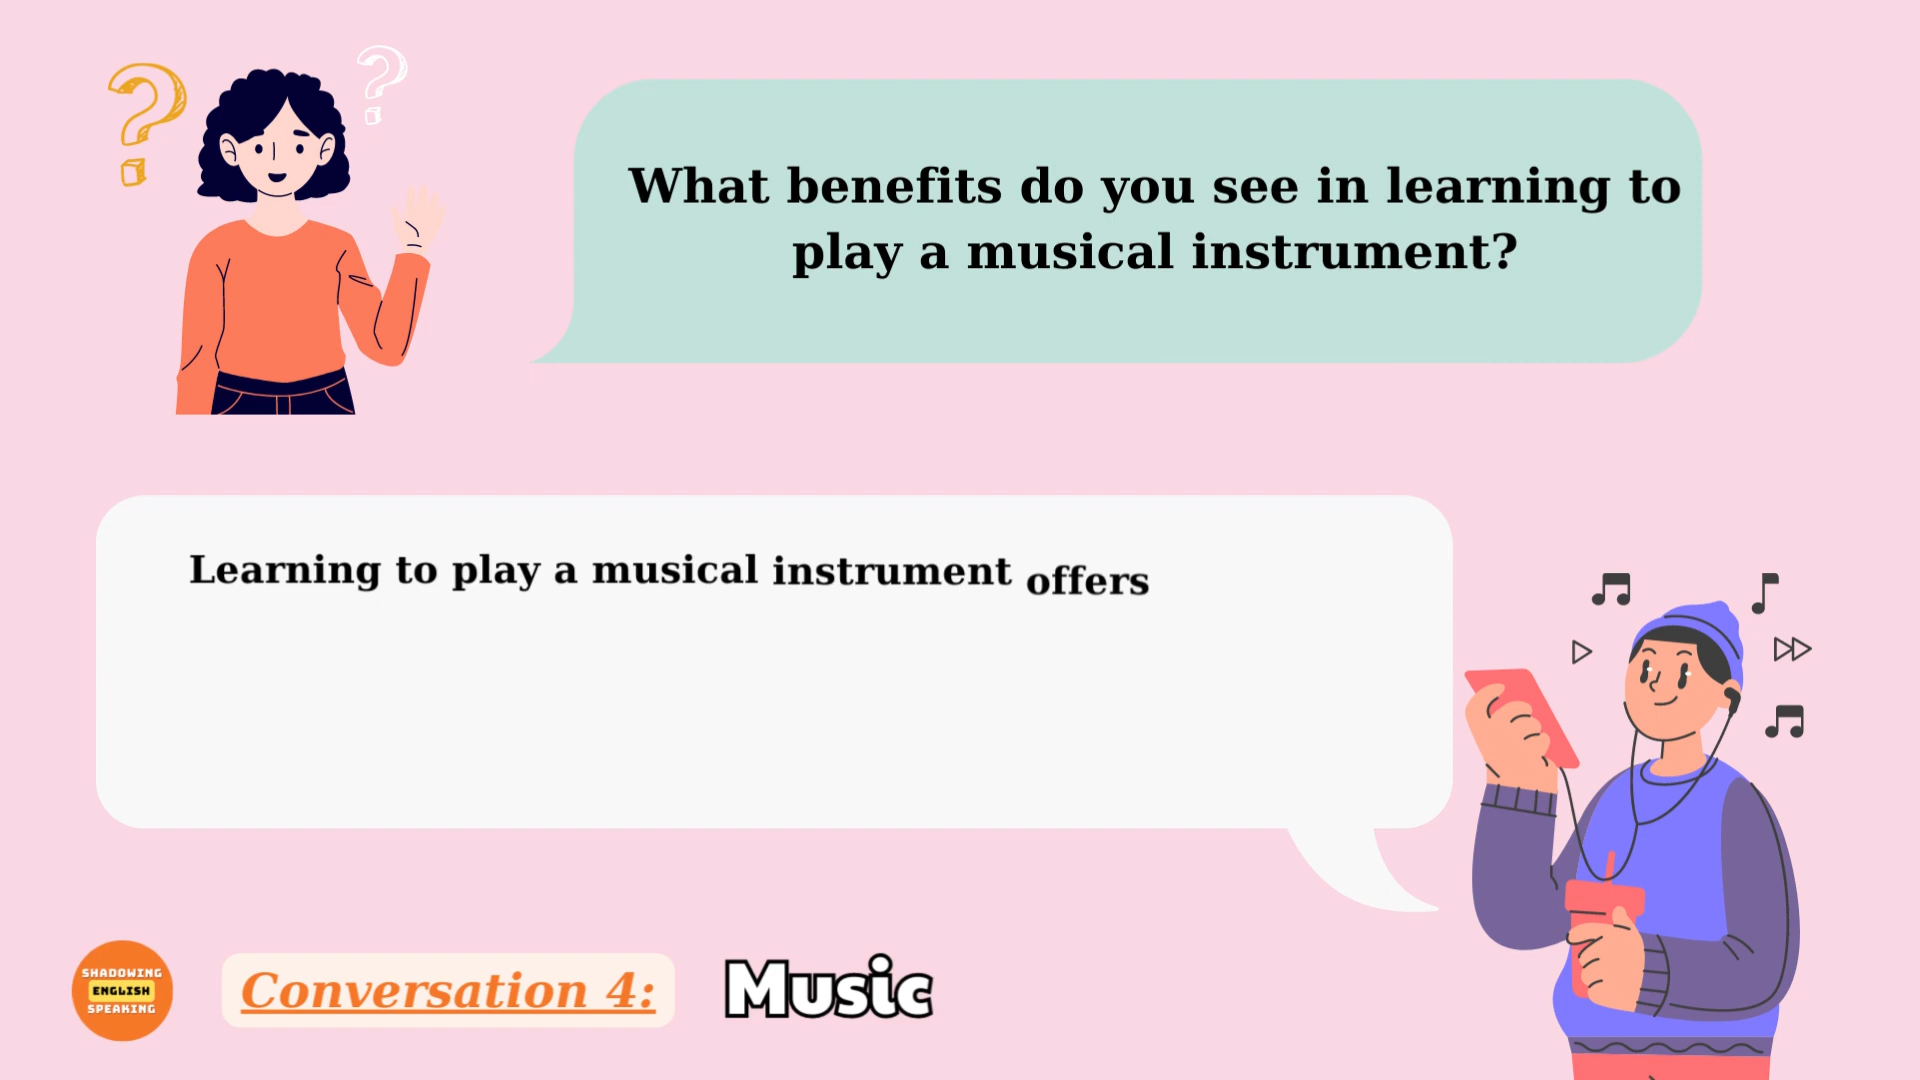 What benefits do you see in learning to
play a musical instrument?
Learning to play a musical instrument offers
SHADOWING
ENGLISH
SPEAKING
Conversation 4:
Music